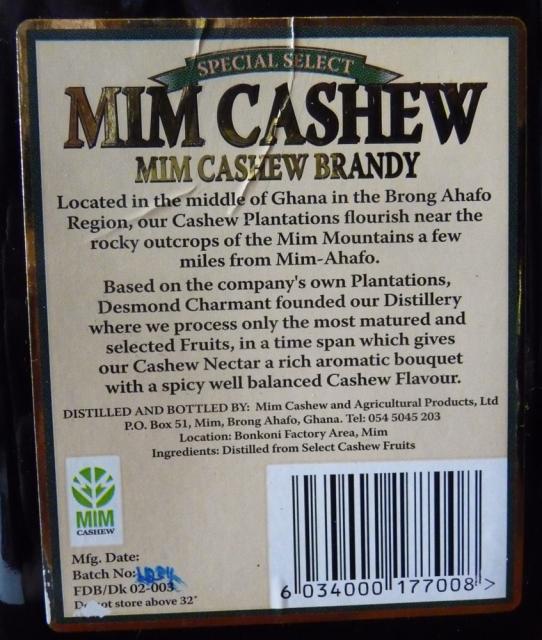 SPECIAL SELECT
MIM CASHEW
MIM CASHEW BRANDY
Located in the middle of Ghana in the Brong Ahafo
Region, our Cashew Plantations flourish near the
rocky outcrops of the Mim Mountains a few
miles from Mim-Ahafo.
Based on the company's own Plantations,
Desmond Charmant founded our Distillery
where we process only the most matured and
selected Fruits, in a time span which gives
our Cashew Nectar a rich aromatic bouquet
with a spicy well balanced Cashew Flavour.
DISTILLED AND BOTTLED BY: Mim Cashew and Agricultural Products, Ltd
P.O. Box 51, Mim, Brong Ahafo, Ghana. Tel: 054 5045 203
Location: Bonkoni Factory Area, Mim
Ingredients: Distilled from Select Cashew Fruits
MIM
CASHEW
Mfg. Date:
Batch No:
FDB/Dk 02-003
store above 32°
6 034000 177008 >